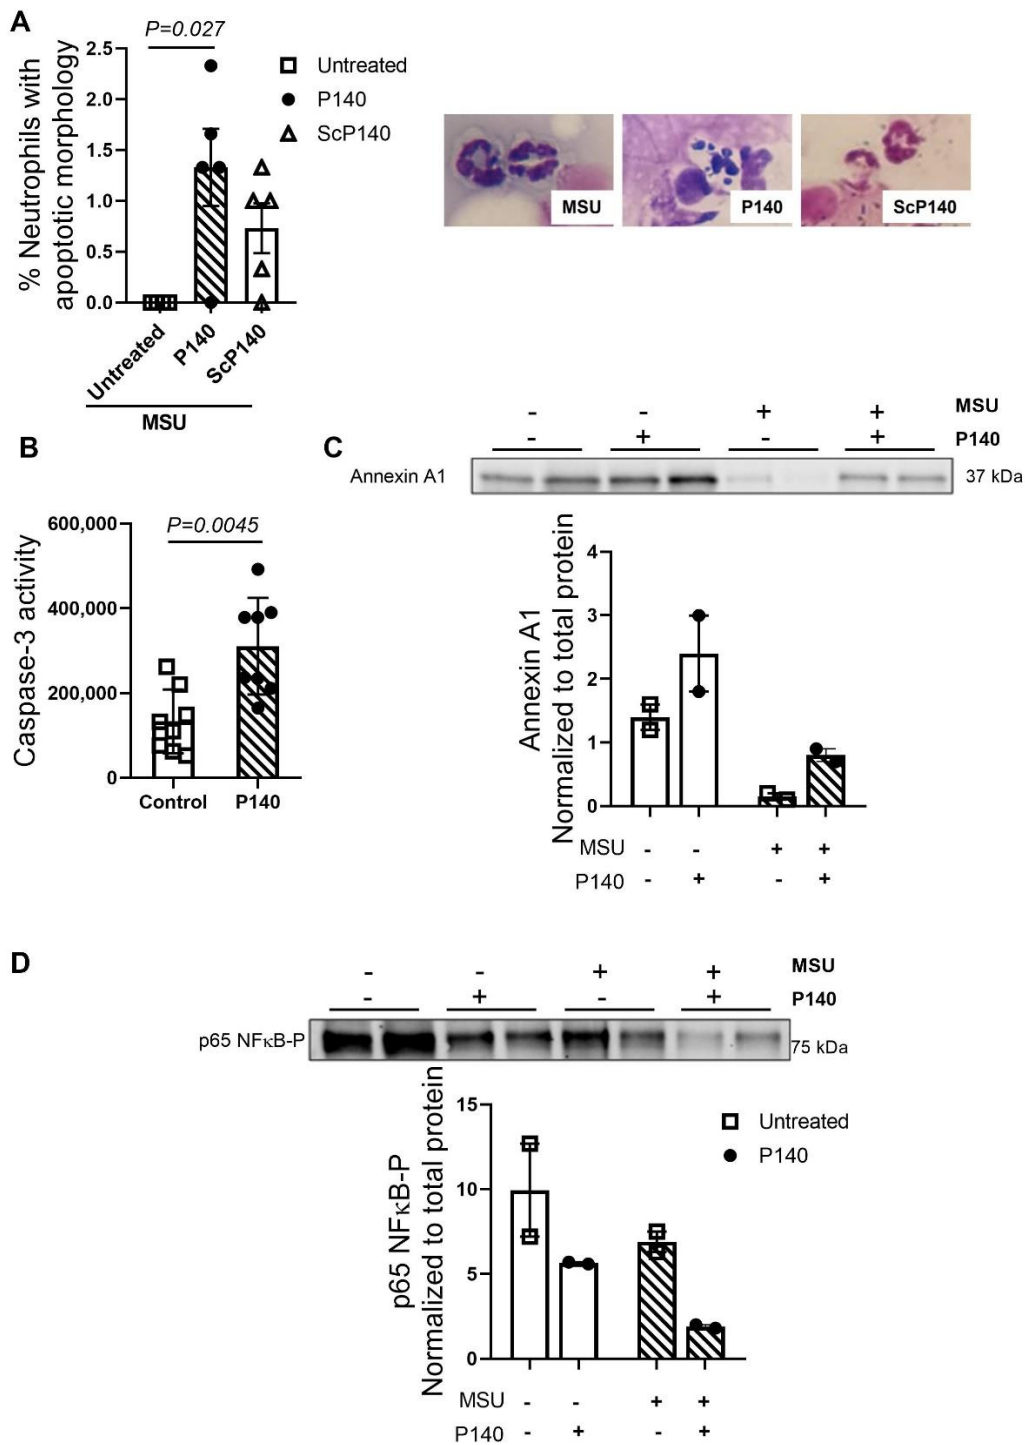 A
P=0.027
% Neutrophils with
apoptotic morphology
2.5
2.0
1.5
1.0
0.5
0.0
Untreated
P140
ScP140
MSU
Untreated
P140
ScP140
MSU
P140
ScP140
B
P=0.0045
Caspase-3 activity
600,000
400,000
200,000
0
Control
P140
C
- - + + MSU
- + - + P140
Annexin A1
37 kDa
Annexin A1
Normalized to total protein
4
3
2
1
0
MSU - - + +
P140 - + - +
D
- - + + MSU
- + - + P140
p65 NFκB-P
75 kDa
p65 NFκB-P
Normalized to total protein
15
10
5
0
Untreated
P140
MSU - - + +
P140 - + - +